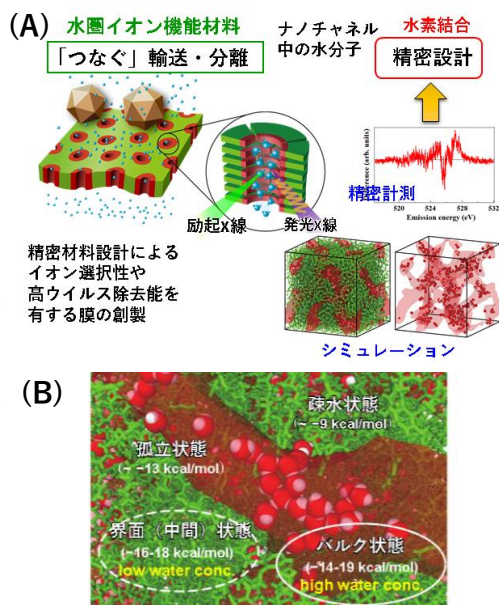 (A)
水圏イオン機能材料
「つなぐ」輸送・分離
ナノチャネル
中の水分子
水素結合
精密設計
励起X線
発光X線
精密計測
520
524
528
532
Emission energy (eV)
精密材料設計による
イオン選択性や
高ウイルス除去能を
有する膜の創製
シミュレーション
(B)
疎水状態
(~ −9 kcal/mol)
孤立状態
(~ −13 kcal/mol)
界面（中間）状態
(−16-18 kcal/mol)
low water conc.
バルク状態
(−14-19 kcal/mol)
high water conc.